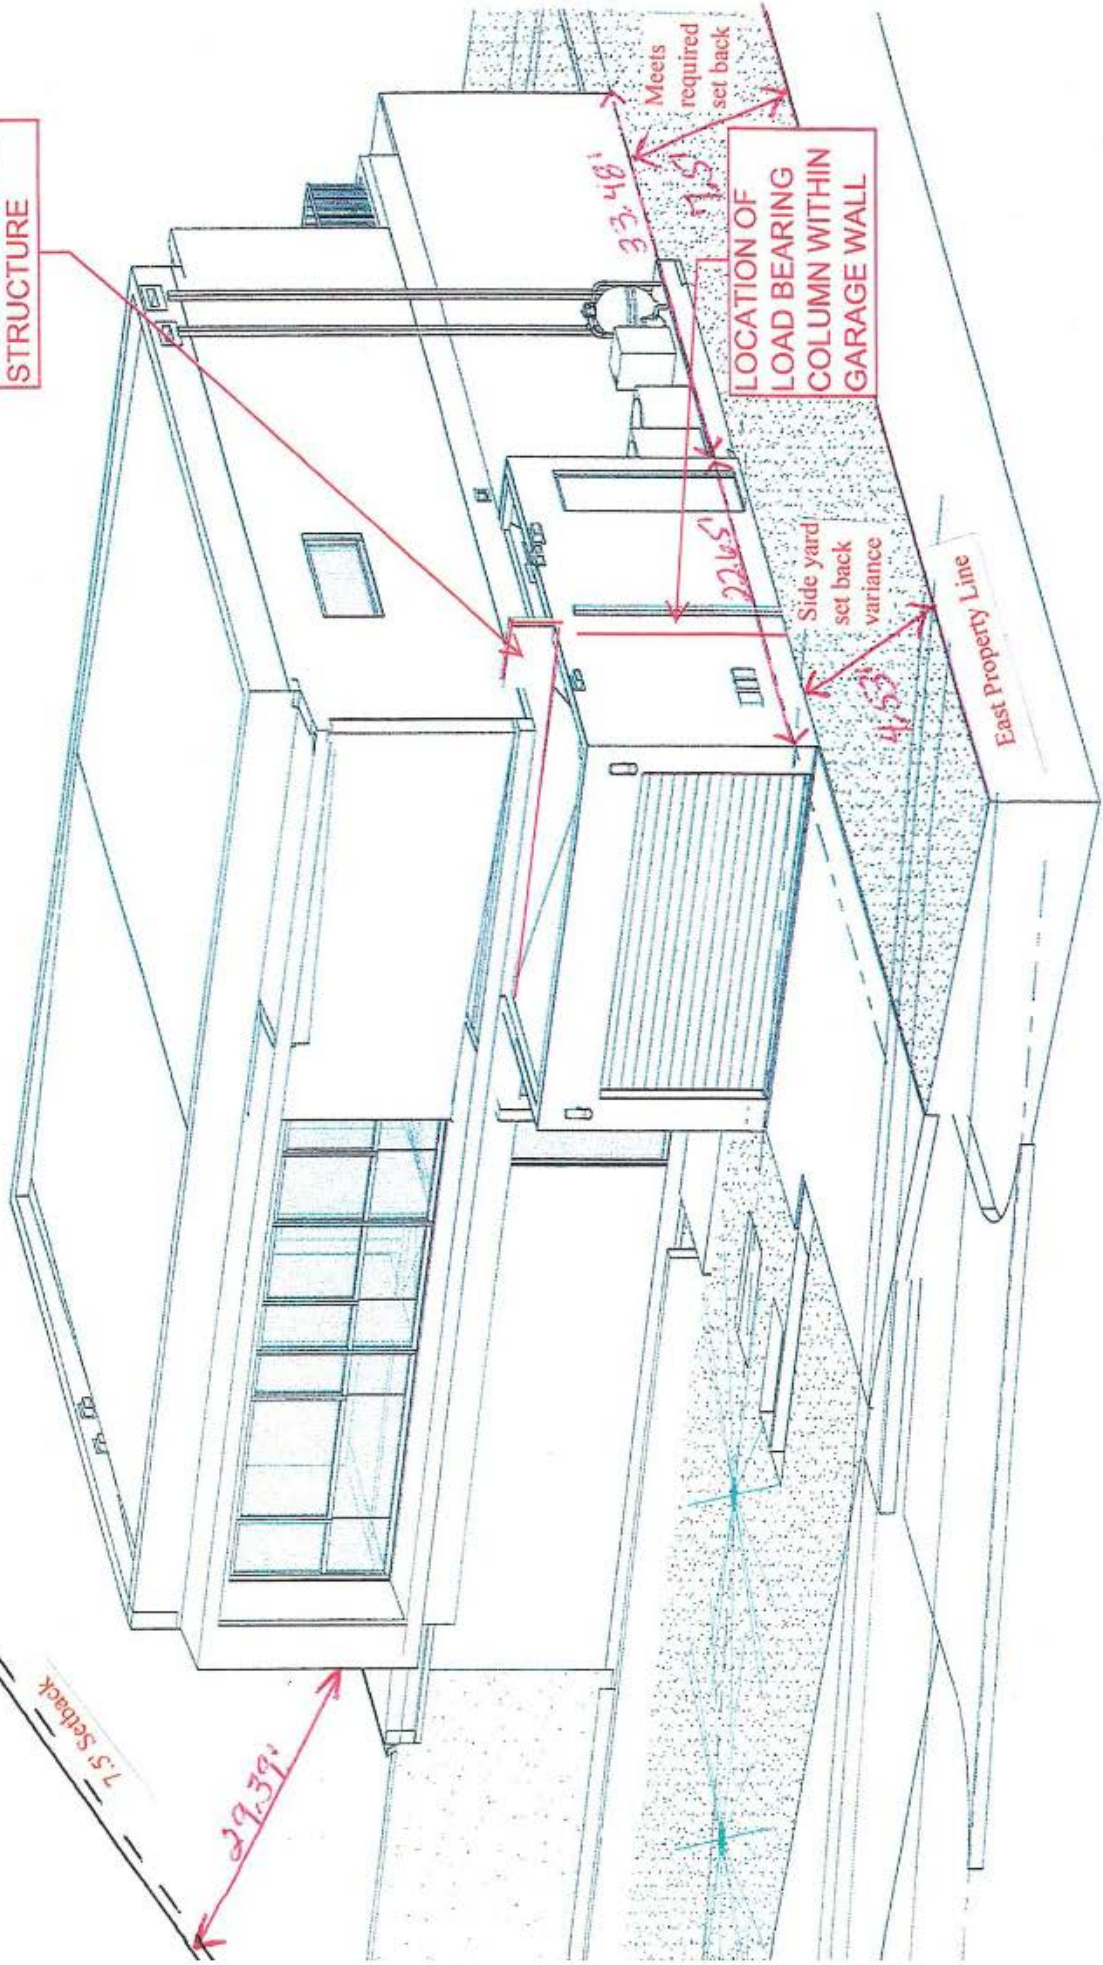 STRUCTURE
7.5' Setback
29.39'
33.48'
Meets
required
set back
7.5'
LOCATION OF
LOAD BEARING
COLUMN WITHIN
GARAGE WALL
22.65'
Side yard
set back
variance
4.53'
East Property Line